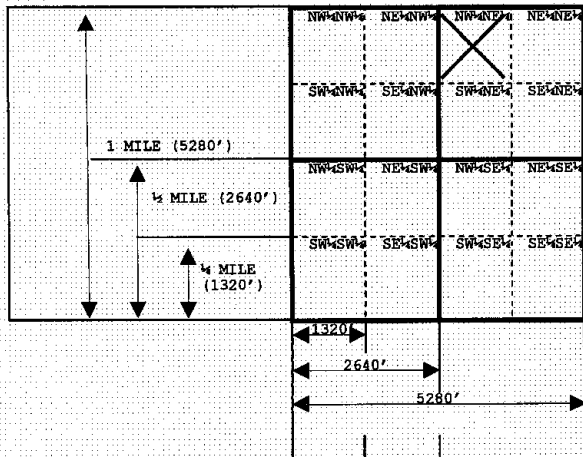 NW¼NW¼ NE¼NW¼ NW¼NE¼ NE¼NE¼
SW¼NW¼ SE¼NW¼ SW¼NE¼ SE¼NE¼
1 MILE (5280')
NW¼SW¼ NE¼SW¼ NW¼SE¼ NE¼SE¼
½ MILE (2640')
SW¼SW¼ SE¼SW¼ SW¼SE¼ SE¼SE¼
¼ MILE
(1320')
1320'
2640'
5280'